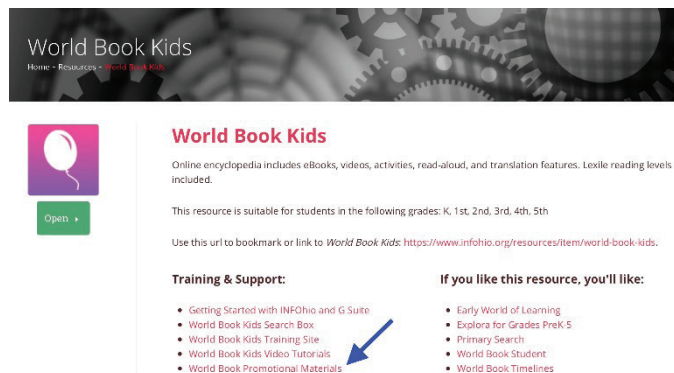 World Book Kids
Home • Resources • World Book Kids
World Book Kids
Online encyclopedia includes eBooks, videos, activities, read-aloud, and translation features. Lexile reading levels
included.
Open
This resource is suitable for students in the following grades: K, 1st, 2nd, 3rd, 4th, 5th
Use this url to bookmark or link to World Book Kids: https://www.infohio.org/resources/item/world-book-kids.
Training & Support:
Getting Started with INFOhio and G Suite
World Book Kids Search Box
World Book Kids Training Site
World Book Kids Video Tutorials
World Book Promotional Materials
If you like this resource, you'll like:
Early World of Learning
Explora for Grades PreK-5
Primary Search
World Book Student
World Book Timelines